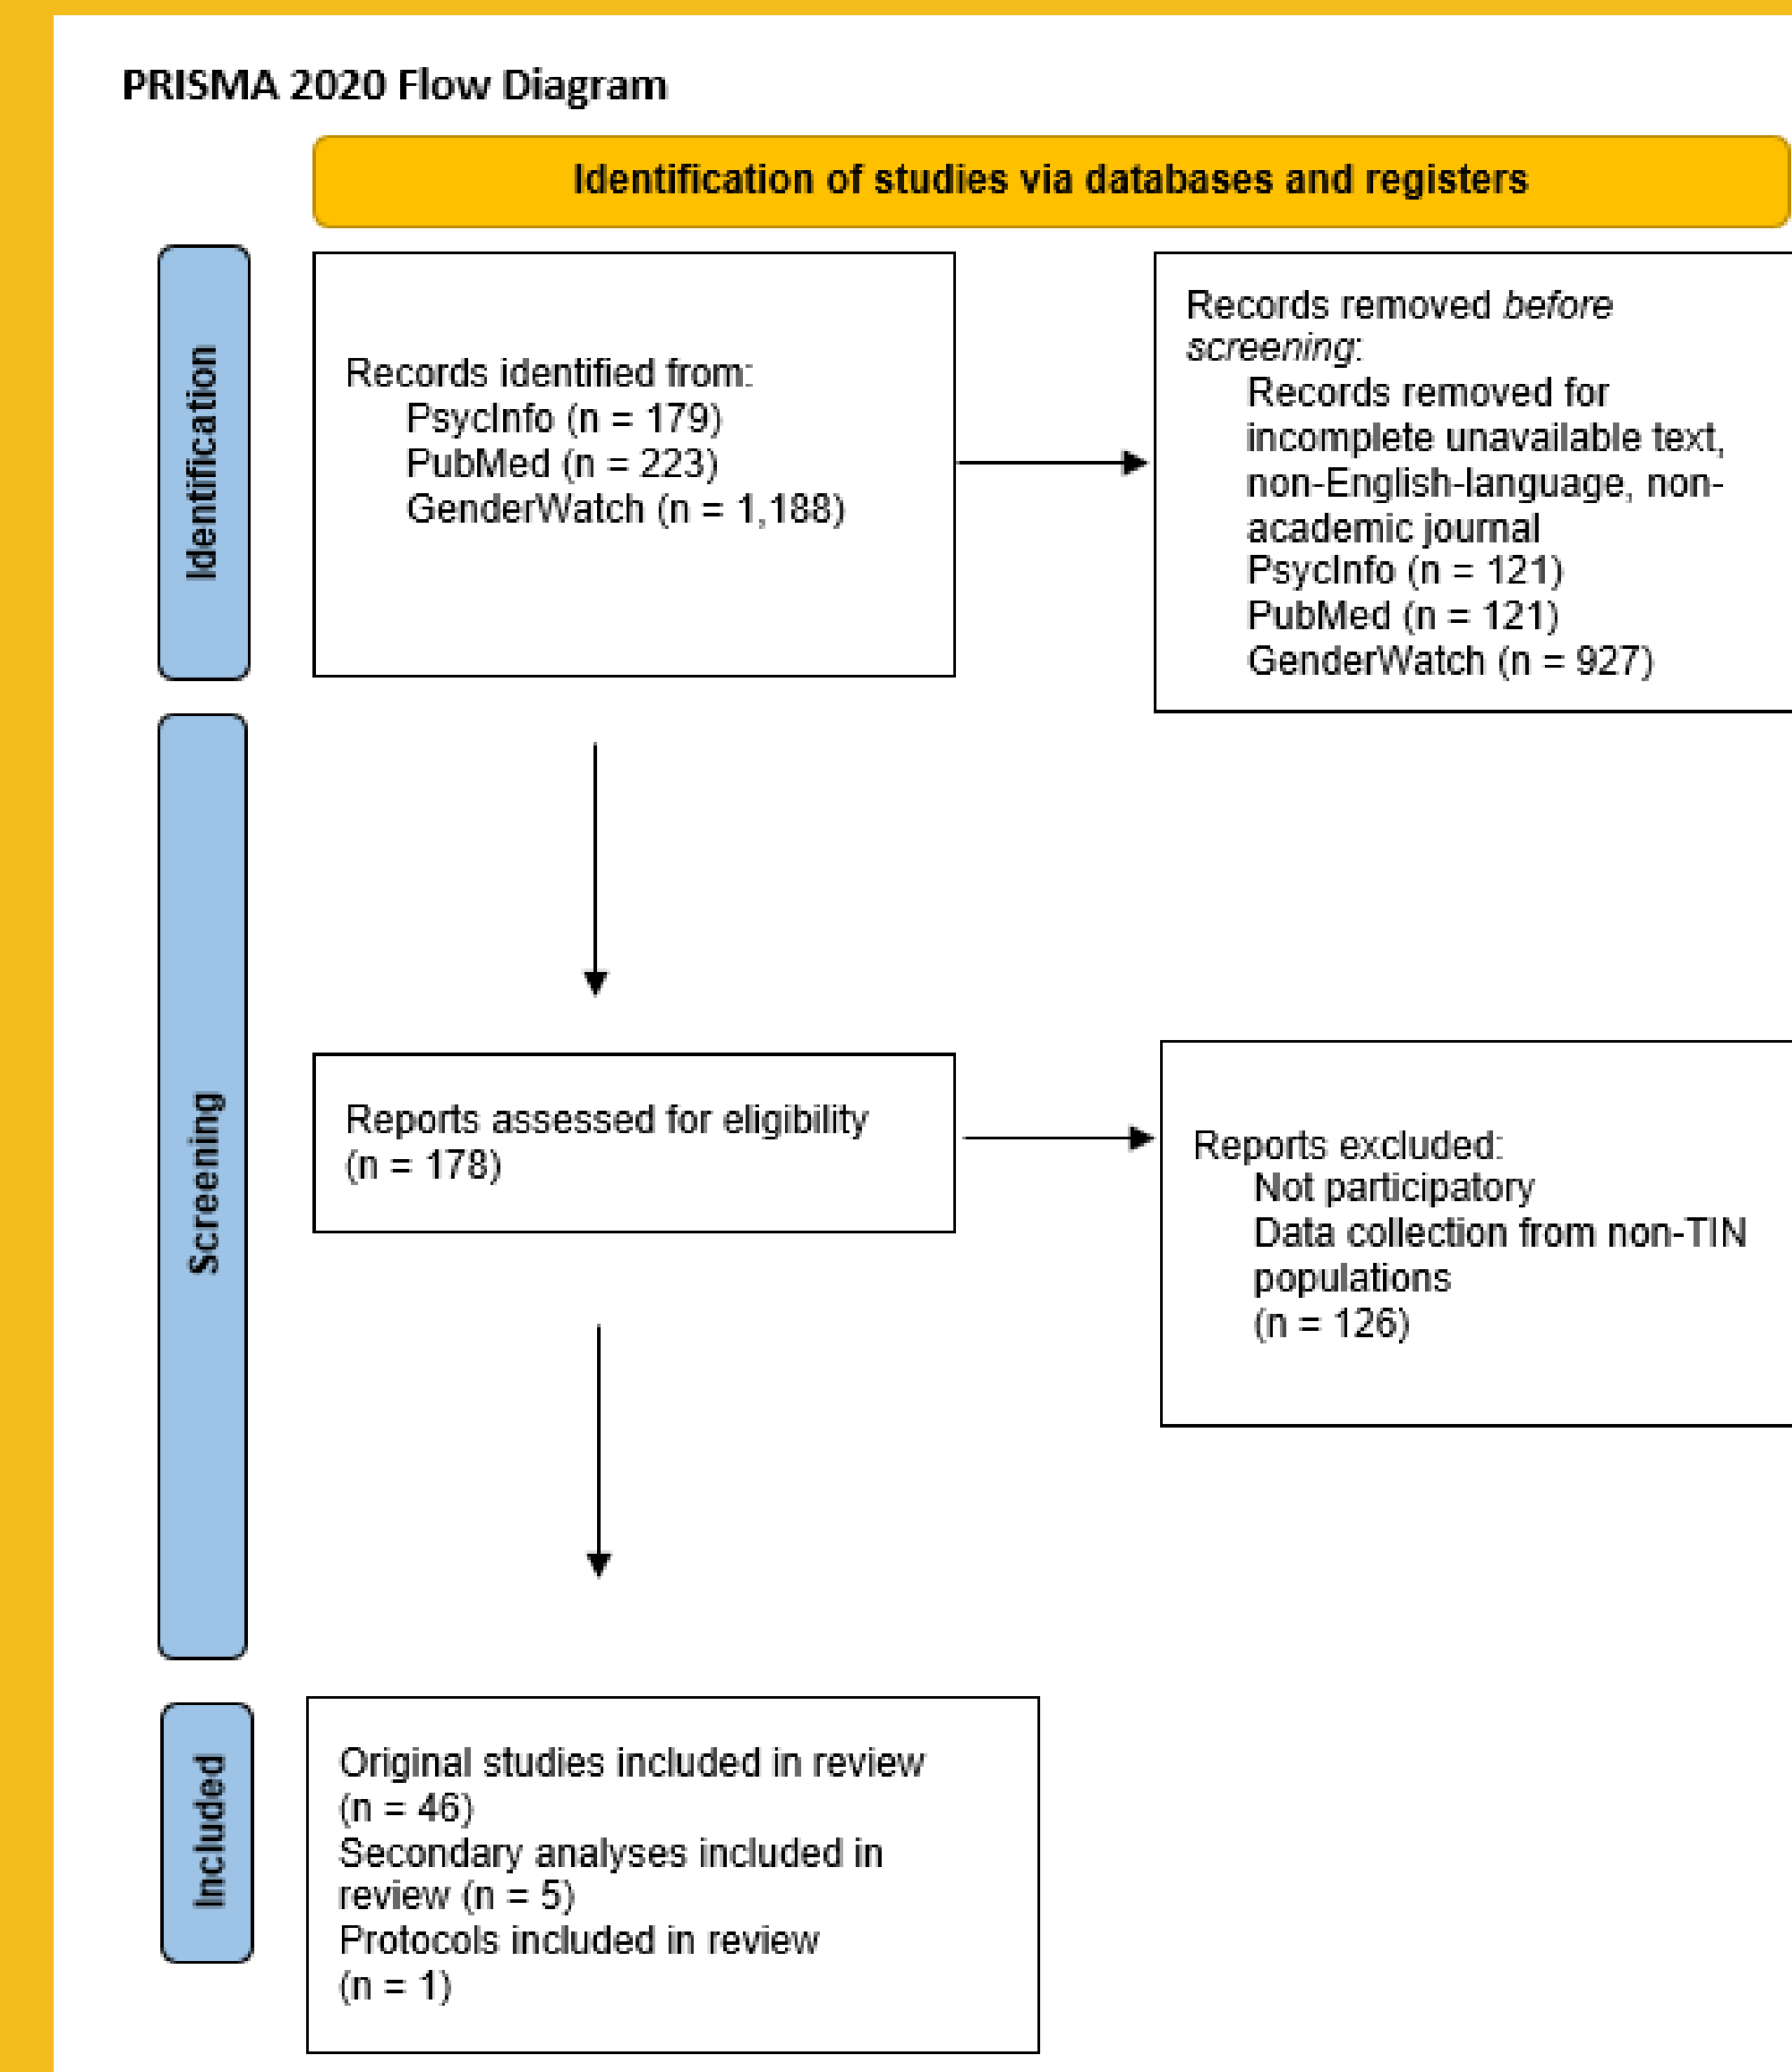 PRISMA 2020 Flow Diagram
Identification of studies via databases and registers
Identification
Records identified from:
PsycInfo (n = 179)
PubMed (n = 223)
GenderWatch (n = 1,188)
Records removed before
screening:
Records removed for
incomplete unavailable text,
non-English-language, non-
academic journal
PsycInfo (n = 121)
PubMed (n = 121)
GenderWatch (n = 927)
Screening
Reports assessed for eligibility
(n = 178)
Reports excluded:
Not participatory
Data collection from non-TIN
populations
(n = 126)
Included
Original studies included in review
(n = 46)
Secondary analyses included in
review (n = 5)
Protocols included in review
(n = 1)